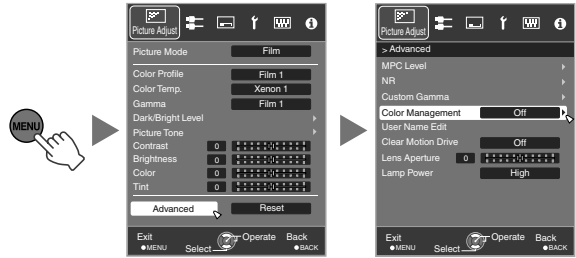 MENU
Picture Adjust
Picture Mode Film
Color Profile Film 1
Color Temp. Xenon 1
Gamma Film 1
Dark/Bright Level
Picture Tone
Contrast 0
Brightness 0
Color 0
Tint 0
Advanced Reset
Exit Operate Back
●MENU Select ●BACK
Picture Adjust
> Advanced
MPC Level
NR
Custom Gamma
Color Management Off
User Name Edit
Clear Motion Drive Off
Lens Aperture 0
Lamp Power High
Exit Operate Back
●MENU Select ●BACK